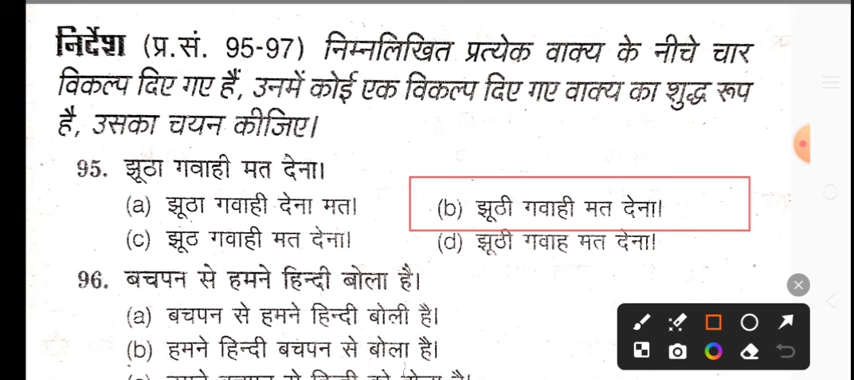 निर्देश (प्र.सं. 95-97) निम्नलिखित प्रत्येक वाक्य के नीचे चार
विकल्प दिए गए हैं, उनमें कोई एक विकल्प दिए गए वाक्य का शुद्ध रूप
है, उसका चयन कीजिए।
95. झूठा गवाही मत देना।
(a) झूठा गवाही देना मत।
(b) झूठी गवाही मत देना।
(c) झूठ गवाही मत देना।
(d) झूठी गवाह मत देना!
96. बचपन से हमने हिन्दी बोला है।
(a) बचपन से हमने हिन्दी बोली है।
(b) हमने हिन्दी बचपन से बोला है।